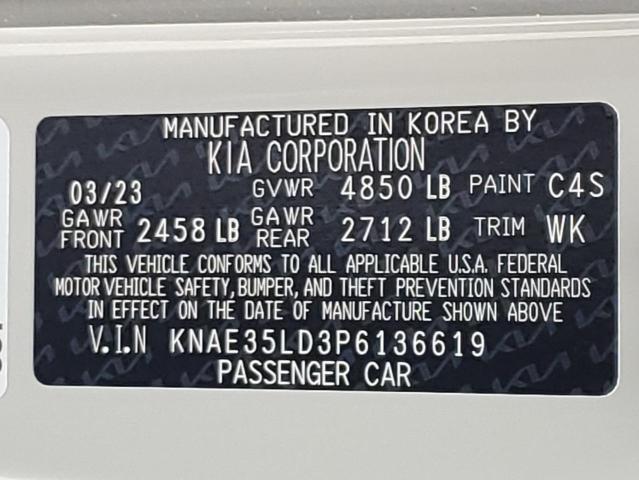 MANUFACTURED IN KOREA BY
KIA CORPORATION
03/23 GVWR 4850 LB PAINT C4S
GAWR FRONT 2458 LB GAWR REAR 2712 LB TRIM WK
THIS VEHICLE CONFORMS TO ALL APPLICABLE U.S.A. FEDERAL
MOTOR VEHICLE SAFETY, BUMPER, AND THEFT PREVENTION STANDARDS
IN EFFECT ON THE DATE OF MANUFACTURE SHOWN ABOVE
V.I.N KNAE35LD3P6136619
PASSENGER CAR